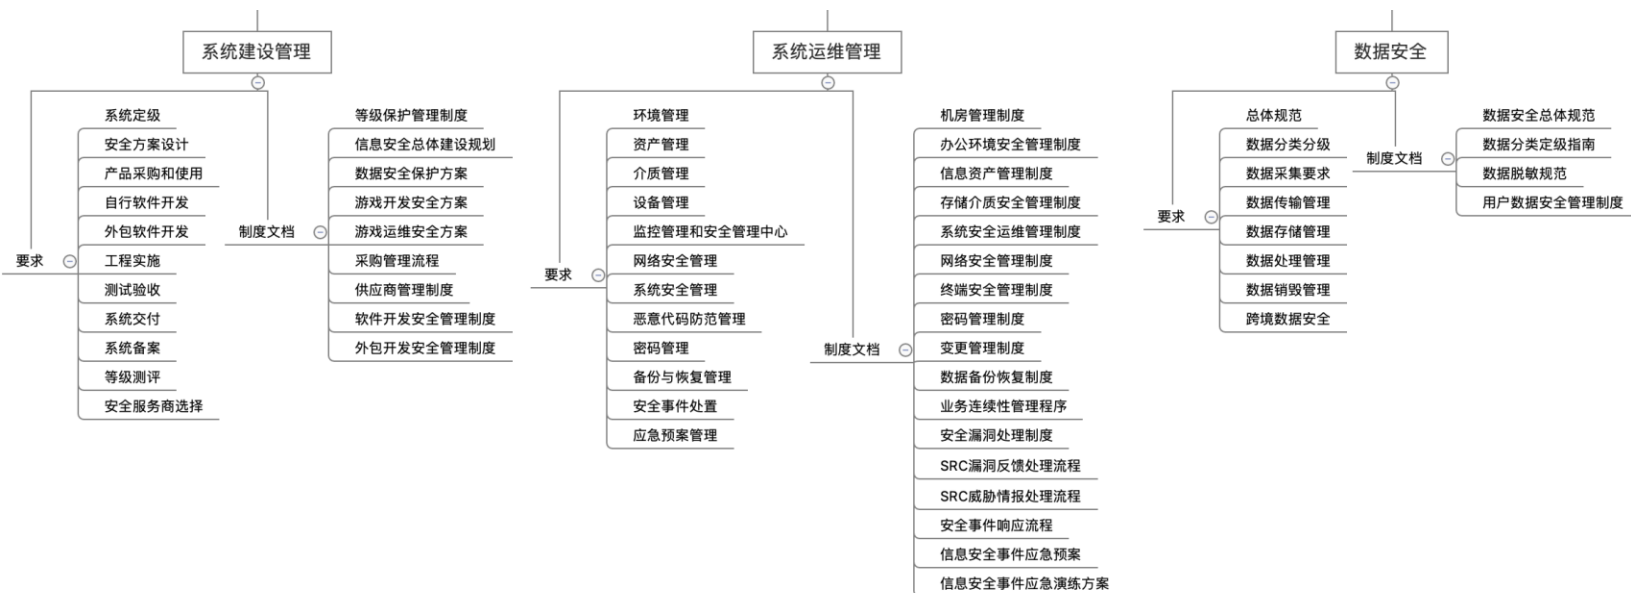 系统建设管理
要求
系统定级
安全方案设计
产品采购和使用
自行软件开发
外包软件开发
工程实施
测试验收
系统交付
系统备案
等级测评
安全服务商选择
制度文档
等级保护管理制度
信息安全总体建设规划
数据安全保护方案
游戏开发安全方案
游戏运维安全方案
采购管理流程
供应商管理制度
软件开发安全管理制度
外包开发安全管理制度
系统运维管理
要求
环境管理
资产管理
介质管理
设备管理
监控管理和安全管理中心
网络安全管理
系统安全管理
恶意代码防范管理
密码管理
备份与恢复管理
安全事件处置
应急预案管理
制度文档
机房管理制度
办公环境安全管理制度
信息资产管理制度
存储介质安全管理制度
系统安全运维管理制度
网络安全管理制度
终端安全管理制度
密码管理制度
变更管理制度
数据备份恢复制度
业务连续性管理程序
安全漏洞处理制度
SRC漏洞反馈处理流程
SRC威胁情报处理流程
安全事件响应流程
信息安全事件应急预案
信息安全事件应急演练方案
数据安全
要求
总体规范
数据分类分级
数据采集要求
数据传输管理
数据存储管理
数据处理管理
数据销毁管理
跨境数据安全
制度文档
数据安全总体规范
数据分类定级指南
数据脱敏规范
用户数据安全管理制度